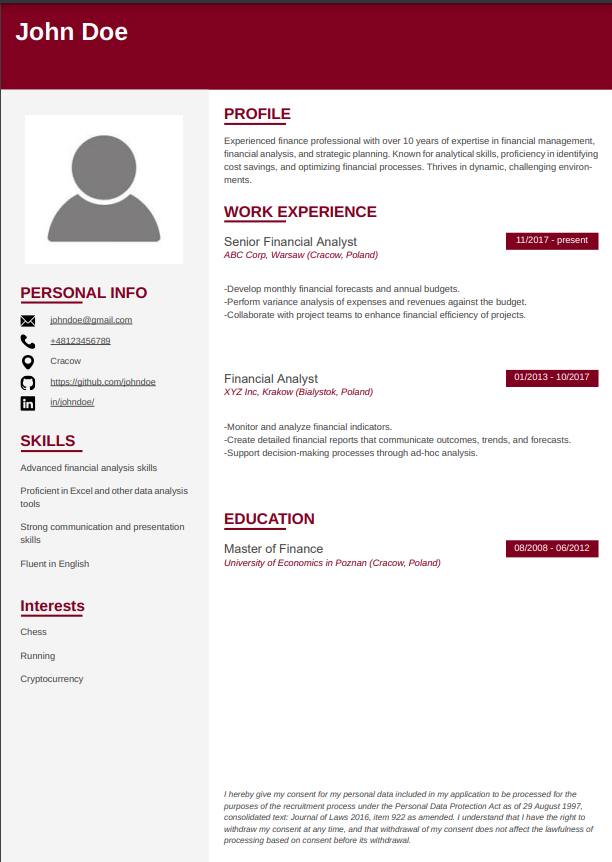 John Doe
PERSONAL INFO
johndoe@gmail.com
+48123456789
Cracow
https://github.com/johndoe
in/johndoe/
SKILLS
Advanced financial analysis skills
Proficient in Excel and other data analysis
tools
Strong communication and presentation
skills
Fluent in English
Interests
Chess
Running
Cryptocurrency
PROFILE
Experienced finance professional with over 10 years of expertise in financial management,
financial analysis, and strategic planning. Known for analytical skills, proficiency in identifying
cost savings, and optimizing financial processes. Thrives in dynamic, challenging environ-
ments.
WORK EXPERIENCE
Senior Financial Analyst
11/2017 - present
ABC Corp, Warsaw (Cracow, Poland)
-Develop monthly financial forecasts and annual budgets.
-Perform variance analysis of expenses and revenues against the budget.
-Collaborate with project teams to enhance financial efficiency of projects.
Financial Analyst
01/2013 - 10/2017
XYZ Inc, Krakow (Bialystok, Poland)
-Monitor and analyze financial indicators.
-Create detailed financial reports that communicate outcomes, trends, and forecasts.
-Support decision-making processes through ad-hoc analysis.
EDUCATION
Master of Finance
08/2008 - 06/2012
University of Economics in Poznan (Cracow, Poland)
I hereby give my consent for my personal data included in my application to be processed for the
purposes of the recruitment process under the Personal Data Protection Act as of 29 August 1997,
consolidated text: Journal of Laws 2016, item 922 as amended. I understand that I have the right to
withdraw my consent at any time, and that withdrawal of my consent does not affect the lawfulness of
processing based on consent before its withdrawal.